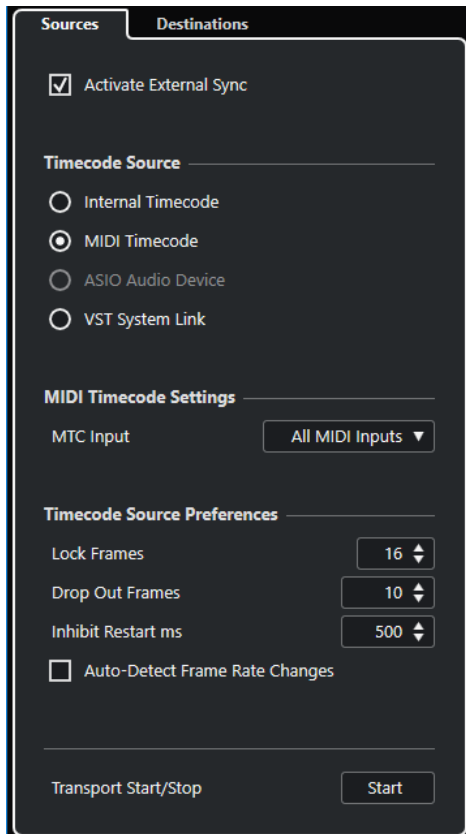 Sources Destinations
Activate External Sync
Timecode Source
Internal Timecode
MIDI Timecode
ASIO Audio Device
VST System Link
MIDI Timecode Settings
MTC Input All MIDI Inputs
Timecode Source Preferences
Lock Frames 16
Drop Out Frames 10
Inhibit Restart ms 500
Auto-Detect Frame Rate Changes
Transport Start/Stop Start